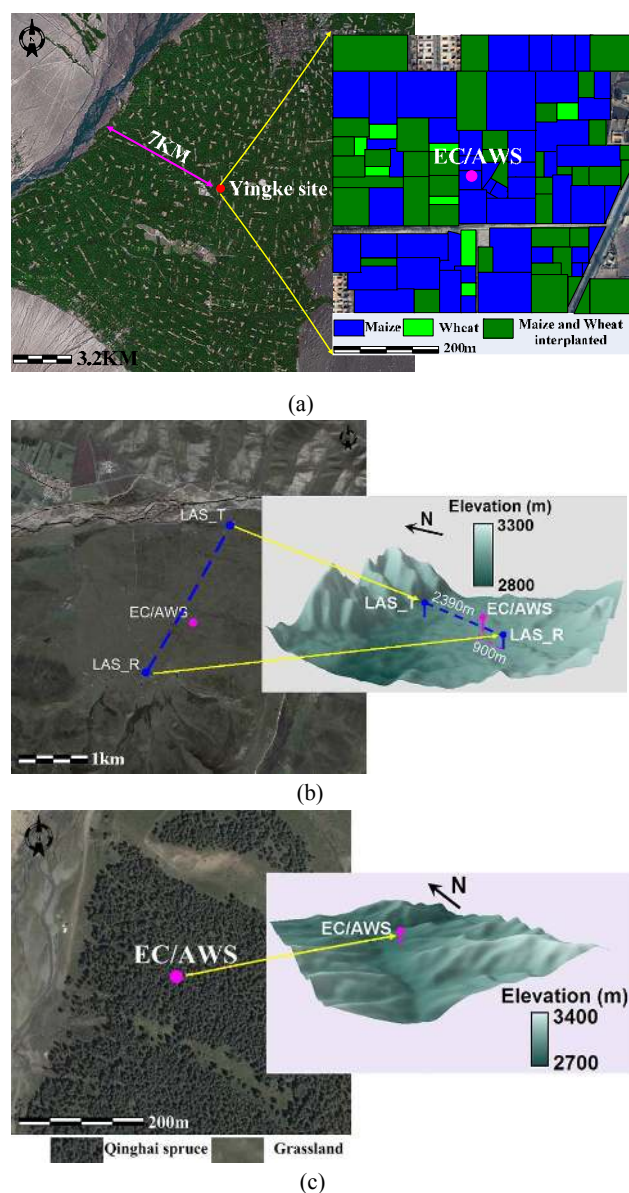 N
7KM
Yingke site
3.2KM
EC/AWS
Maize
Wheat
Maize and Wheat
interplanted
200m
(a)
LAS_T
EC/AWS
LAS_R
1km
N
Elevation (m)
3300
2800
2390m
LAS_T
EC/AWS
LAS_R
900m
(b)
EC/AWS
200m
N
EC/AWS
Elevation (m)
3400
2700
Qinghai spruce
Grassland
(c)